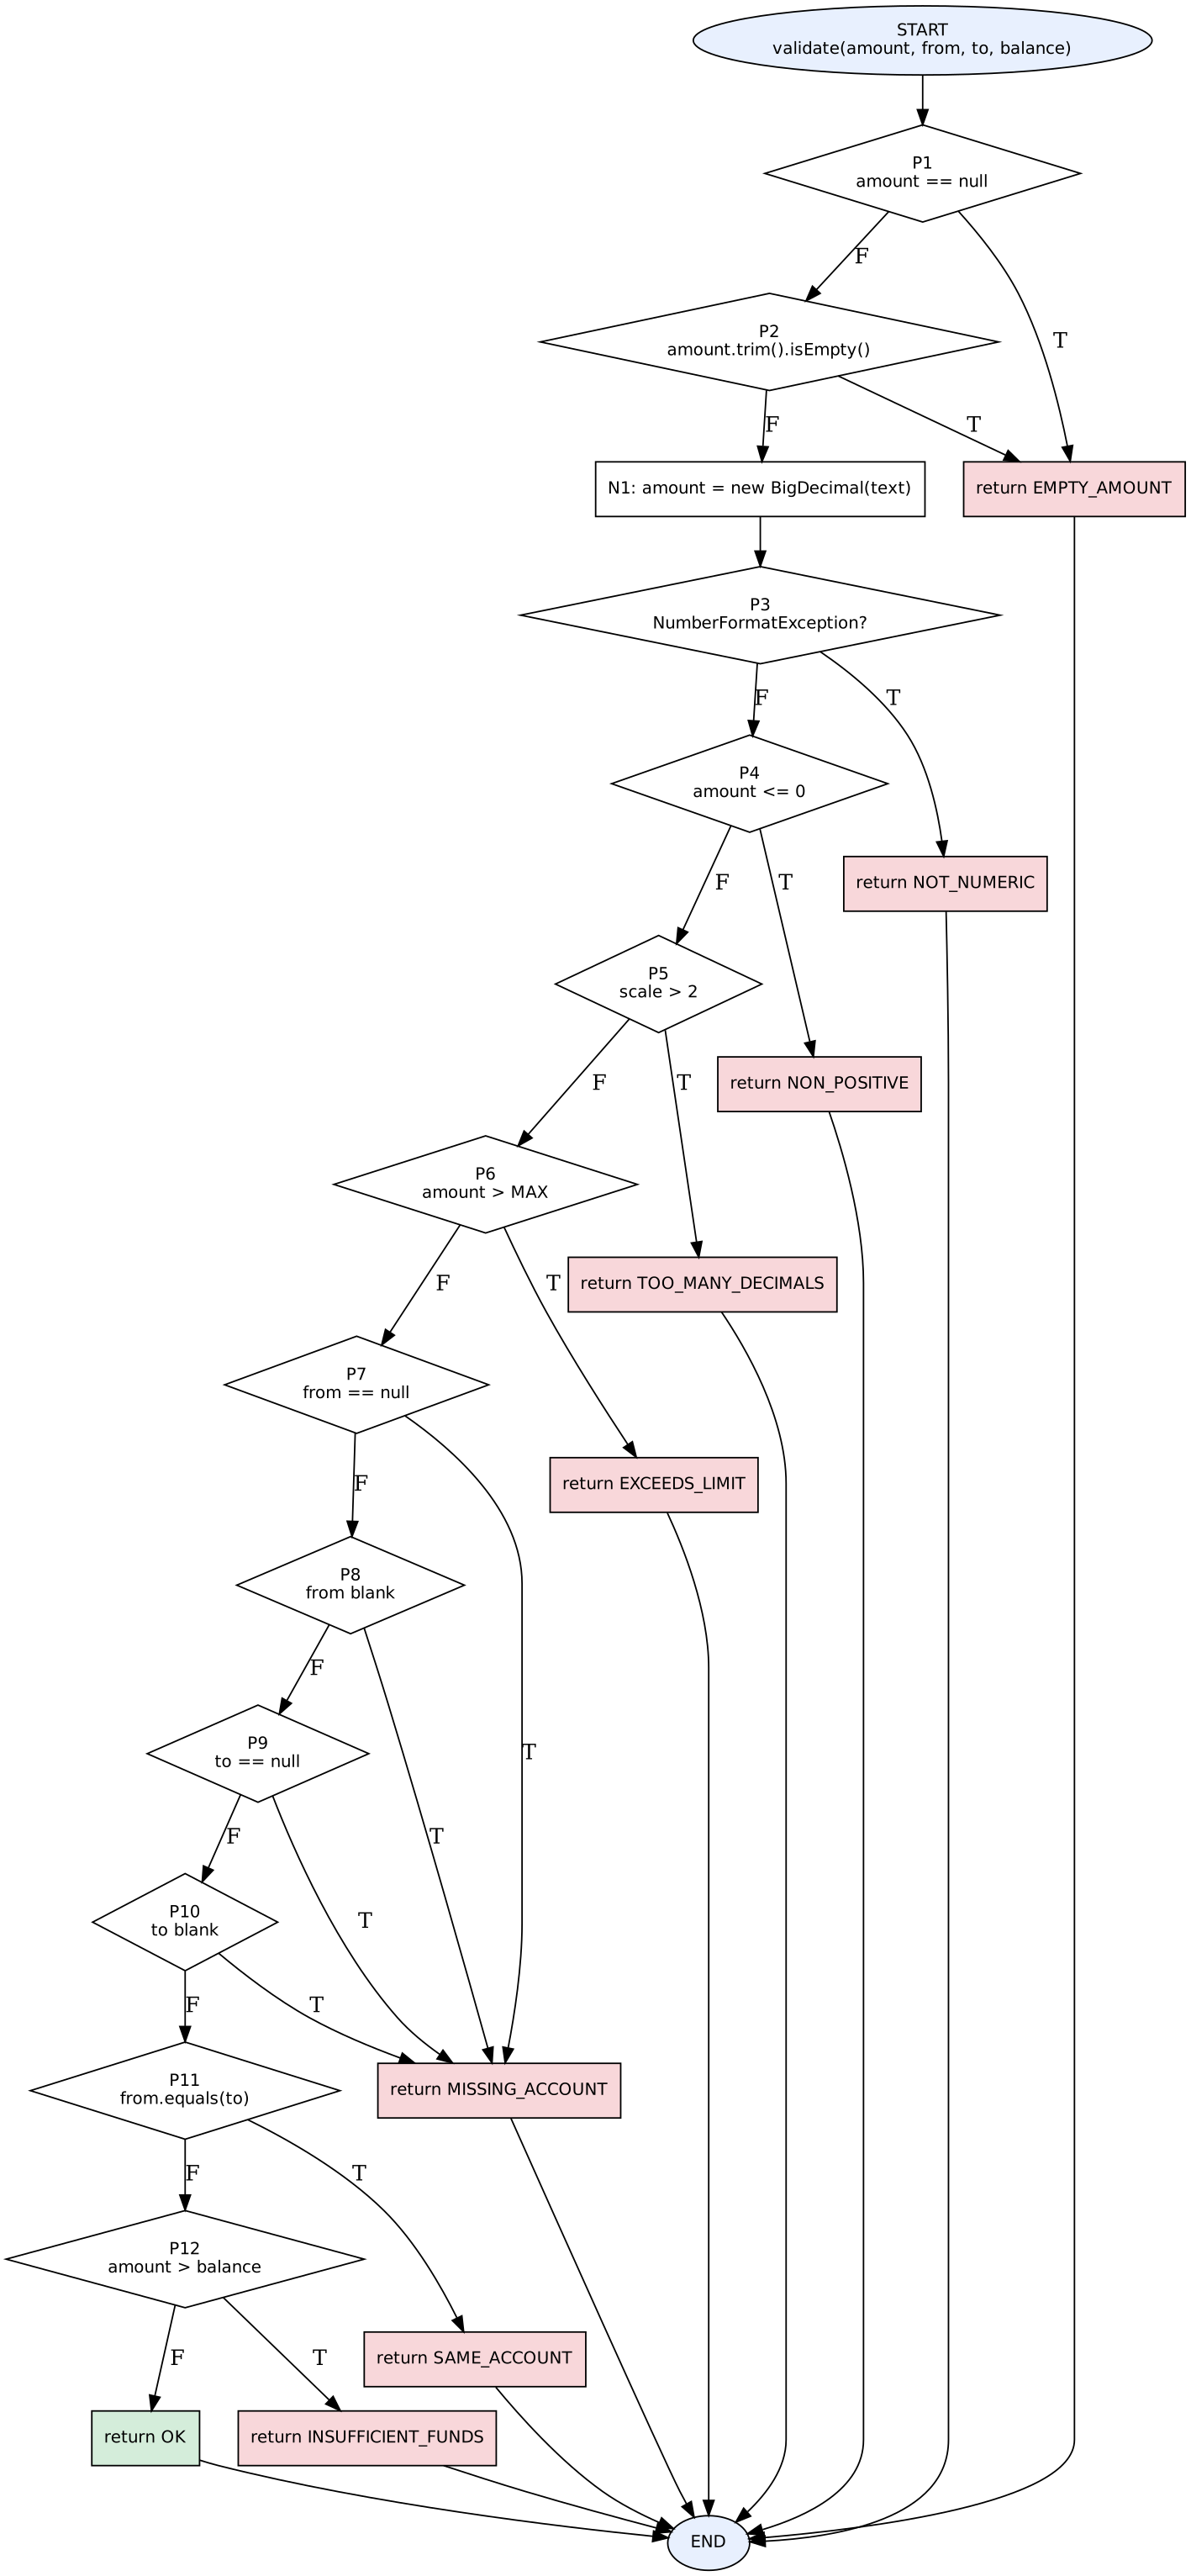 START
validate(amount, from, to, balance)
P1
amount == null
F
T
P2
amount.trim().isEmpty()
F
T
N1: amount = new BigDecimal(text)
return EMPTY_AMOUNT
P3
NumberFormatException?
F
T
P4
amount <= 0
F
T
return NOT_NUMERIC
P5
scale > 2
F
T
return NON_POSITIVE
P6
amount > MAX
F
T
return TOO_MANY_DECIMALS
P7
from == null
F
T
return EXCEEDS_LIMIT
P8
from blank
F
T
P9
to == null
F
T
P10
to blank
F
T
P11
from.equals(to)
return MISSING_ACCOUNT
F
T
P12
amount > balance
F
T
return SAME_ACCOUNT
return OK
return INSUFFICIENT_FUNDS
END